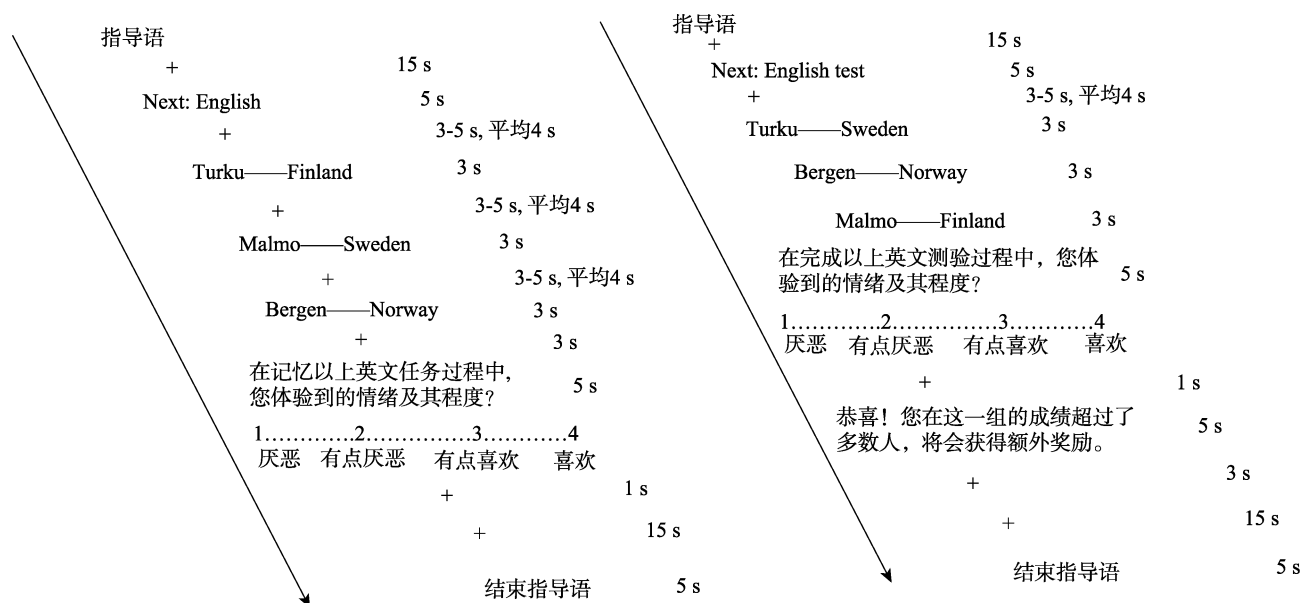 指导语
+ 15 s
Next: English 5 s
+ 3-5 s, 平均4 s
Turku——Finland 3 s
+ 3-5 s, 平均4 s
Malmo——Sweden 3 s
+ 3-5 s, 平均4 s
Bergen——Norway 3 s
+ 3 s
在记忆以上英文任务过程中,
您体验到的情绪及其程度? 5 s
1.............2...............3............4
厌恶 有点厌恶 有点喜欢 喜欢
+ 1 s
+ 15 s
结束指导语 5 s
指导语
+ 15 s
Next: English test 5 s
+ 3-5 s, 平均4 s
Turku——Sweden 3 s
Bergen——Norway 3 s
Malmo——Finland 3 s
在完成以上英文测验过程中，您体
验到的情绪及其程度? 5 s
1.............2...............3............4
厌恶 有点厌恶 有点喜欢 喜欢
+ 1 s
恭喜！您在这一组的成绩超过了
多数人，将会获得额外奖励。 5 s
+ 3 s
+ 15 s
结束指导语 5 s